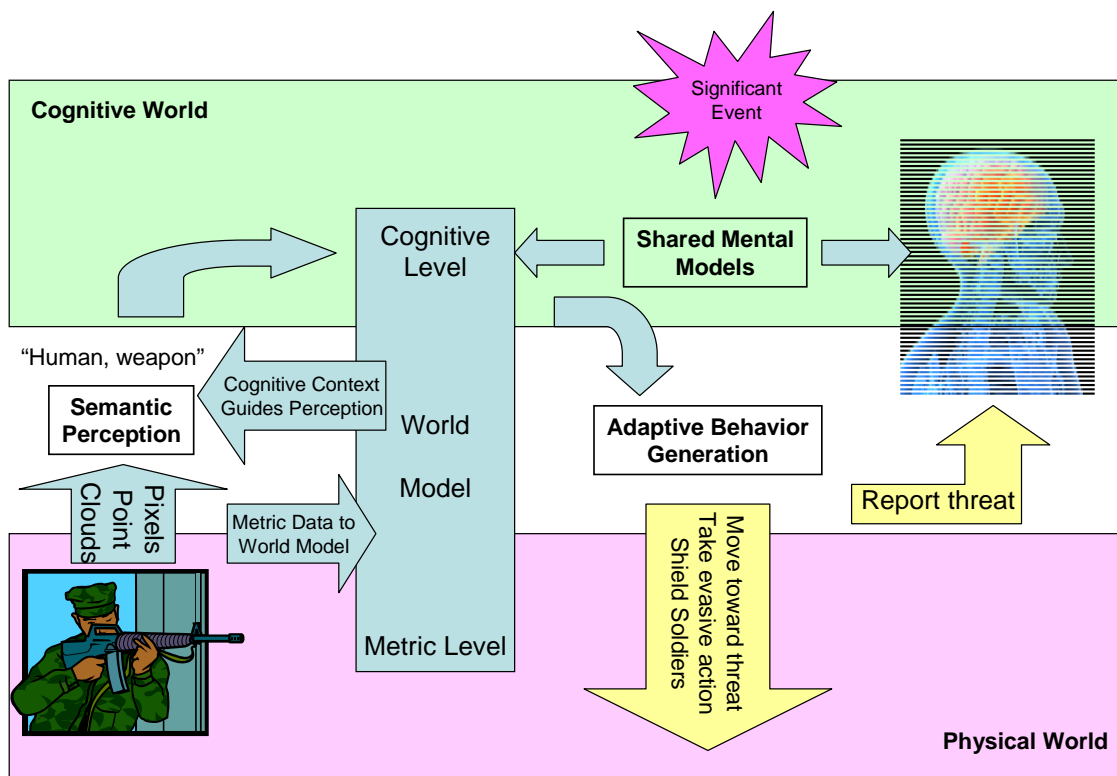 Significant
Event
Cognitive World
Cognitive
Level
Shared Mental
Models
“Human, weapon”
Cognitive Context
Guides Perception
Semantic
Perception
World
Model
Adaptive Behavior
Generation
Pixels
Point
Clouds
Metric Data to
World Model
Report threat
Move toward threat
Take evasive action
Shield Soldiers
Metric Level
Physical World